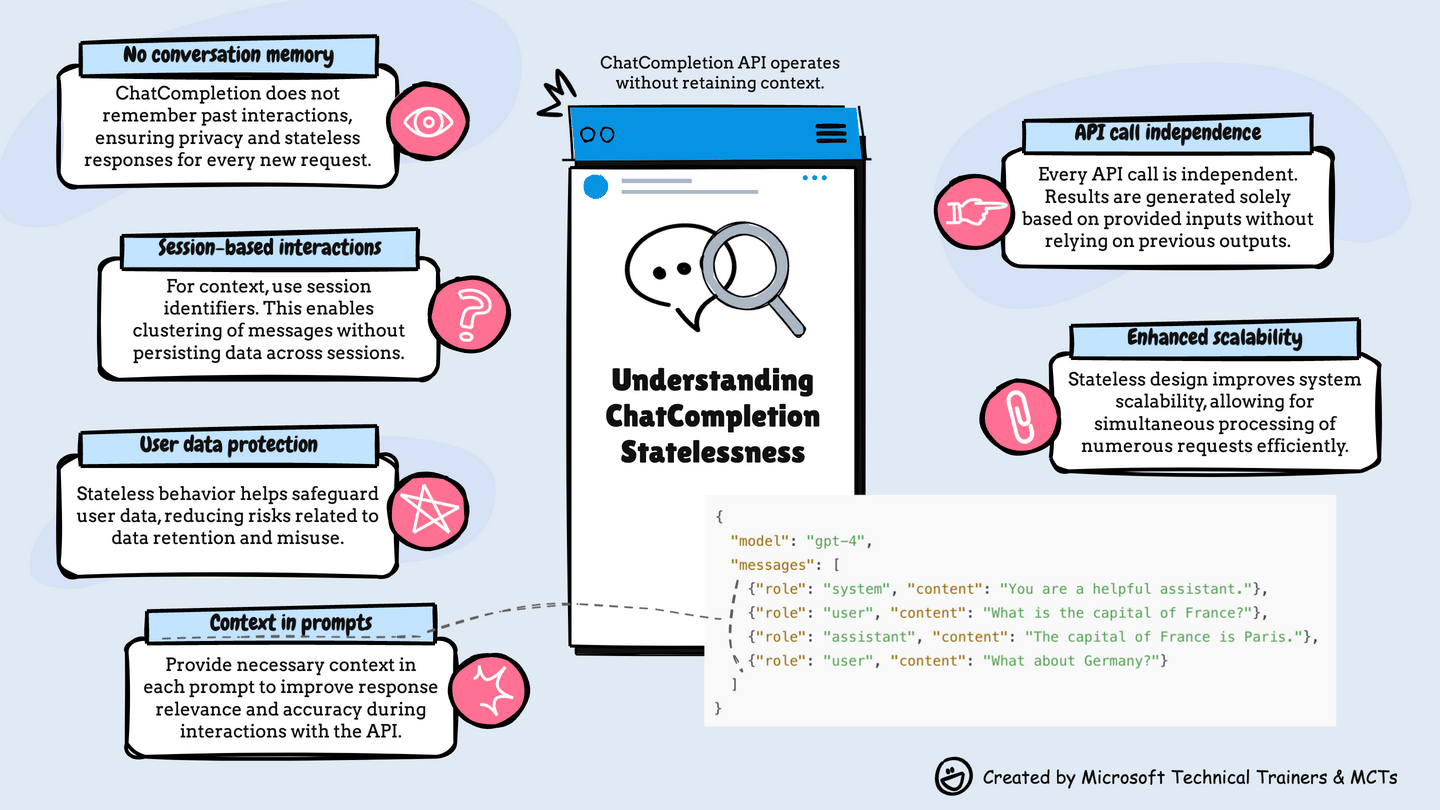 No conversation memory
ChatCompletion does not
remember past interactions,
ensuring privacy and stateless
responses for every new request.
Session-based interactions
For context, use session
identifiers. This enables
clustering of messages without
persisting data across sessions.
User data protection
Stateless behavior helps safeguard
user data, reducing risks related to
data retention and misuse.
Context in prompts
Provide necessary context in
each prompt to improve response
relevance and accuracy during
interactions with the API.
ChatCompletion API operates
without retaining context.
Understanding
ChatCompletion
Statelessness
API call independence
Every API call is independent.
Results are generated solely
based on provided inputs without
relying on previous outputs.
Enhanced scalability
Stateless design improves system
scalability, allowing for
simultaneous processing of
numerous requests efficiently.
{
"model": "gpt-4",
"messages": [
{"role": "system", "content": "You are a helpful assistant."},
{"role": "user", "content": "What is the capital of France?"},
{"role": "assistant", "content": "The capital of France is Paris."},
{"role": "user", "content": "What about Germany?"}
]
}
Created by Microsoft Technical Trainers & MCTs